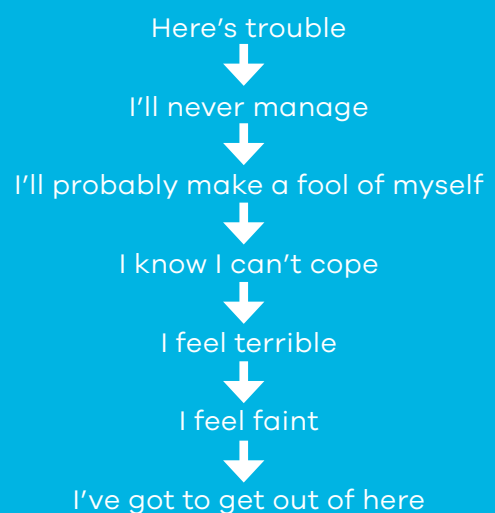 Here’s trouble
I’ll never manage
I’ll probably make a fool of myself
I know I can’t cope
I feel terrible
I feel faint
I’ve got to get out of here